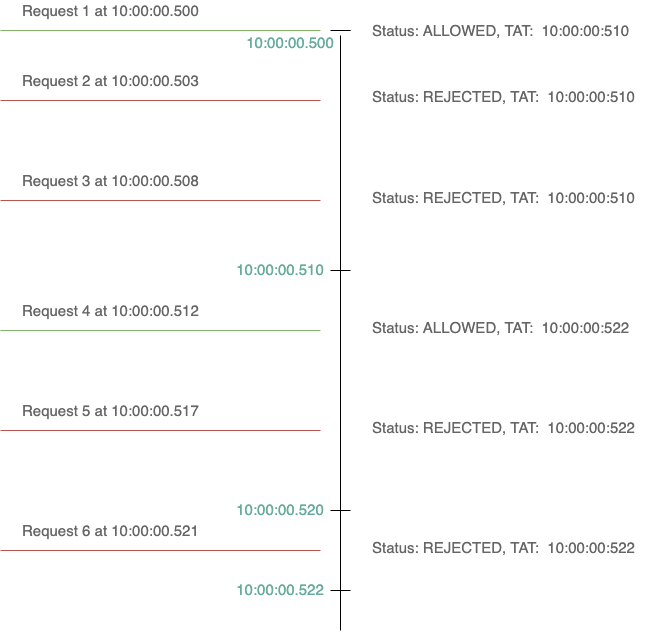 Request 1 at 10:00:00.500
Status: ALLOWED, TAT: 10:00:00:510
10:00:00.500
Request 2 at 10:00:00.503
Status: REJECTED, TAT: 10:00:00:510
Request 3 at 10:00:00.508
Status: REJECTED, TAT: 10:00:00:510
10:00:00.510
Request 4 at 10:00:00.512
Status: ALLOWED, TAT: 10:00:00:522
Request 5 at 10:00:00.517
Status: REJECTED, TAT: 10:00:00:522
10:00:00.520
Request 6 at 10:00:00.521
Status: REJECTED, TAT: 10:00:00:522
10:00:00.522